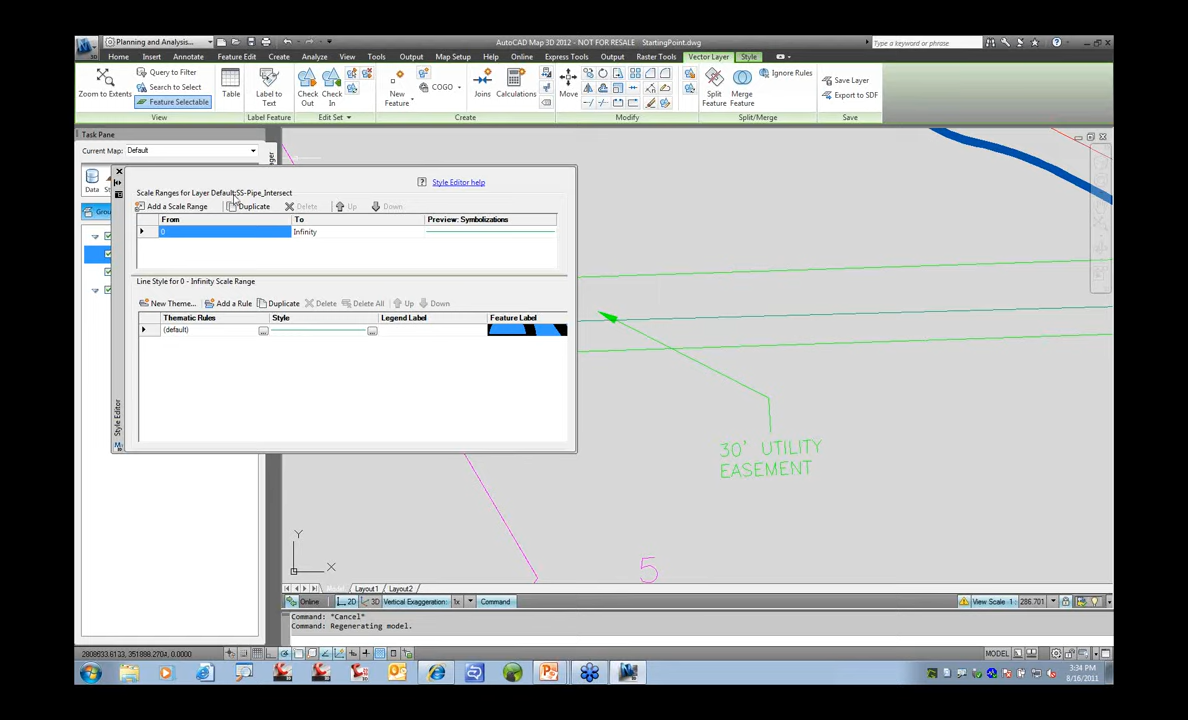 Planning and Analysis...
AutoCAD Map 3D 2012 - NOT FOR RESALE StartingPoint.dwg
Type a keyword or phrase
Home Insert Annotate Feature Edit Create Analyze View Tools Output Map Setup Help Online Express Tools Output Raster Tools Vector Layer Style
Zoom to Extents
Query to Filter
Search to Select
Feature Selectable
Table
Label to Text
Check Out
Check In
New Feature
COGO
Joins
Calculations
Move
Split Feature
Merge Feature
Ignore Rules
Save Layer
Export to SDF
View
Label Feature
Edit Set
Create
Modify
Split/Merge
Save
Task Pane
Current Map: Default
Data
Grou
Style Editor help
Scale Ranges for Layer Default:SS-Pipe_Intersect
Add a Scale Range Duplicate Delete Up Down
From To Preview: Symbolizations
0 Infinity
Line Style for 0 - Infinity Scale Range
New Theme... Add a Rule Duplicate Delete Delete All Up Down
Thematic Rules Style Legend Label Feature Label
(default)
Style Editor
30' UTILITY
EASEMENT
5
Y
X
Layout1 Layout2
Online 2D 3D Vertical Exaggeration: 1x Command View Scale 1: 286.701
Command: *Cancel*
Command: Regenerating model.
MODEL
3:34 PM
8/16/2011